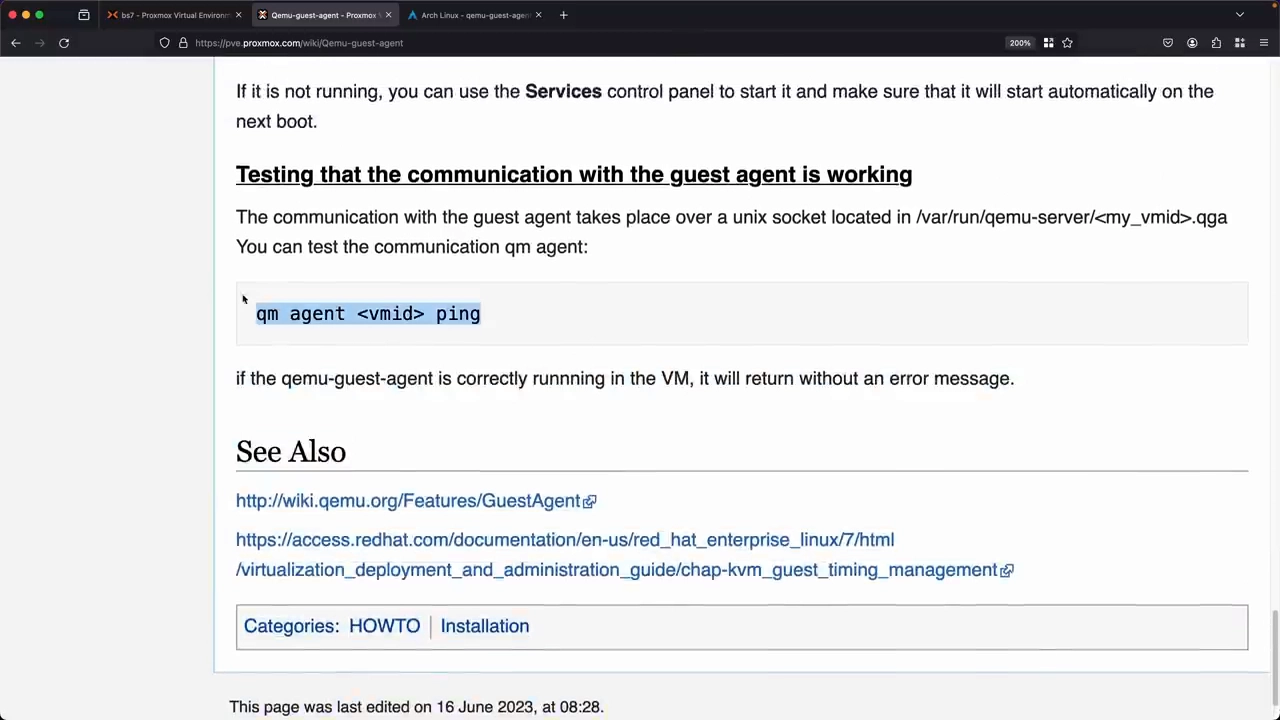 bs7 - Proxmox Virtual Environm
Qemu-guest-agent - Proxmox
Arch Linux - qemu-guest-agen
https://pve.proxmox.com/wiki/Qemu-guest-agent
200%
If it is not running, you can use the Services control panel to start it and make sure that it will start automatically on the
next boot.
Testing that the communication with the guest agent is working
The communication with the guest agent takes place over a unix socket located in /var/run/qemu-server/<my_vmid>.qga
You can test the communication qm agent:
qm agent <vmid> ping
if the qemu-guest-agent is correctly runnning in the VM, it will return without an error message.
See Also
http://wiki.qemu.org/Features/GuestAgent
https://access.redhat.com/documentation/en-us/red_hat_enterprise_linux/7/html
/virtualization_deployment_and_administration_guide/chap-kvm_guest_timing_management
Categories: HOWTO | Installation
This page was last edited on 16 June 2023, at 08:28.